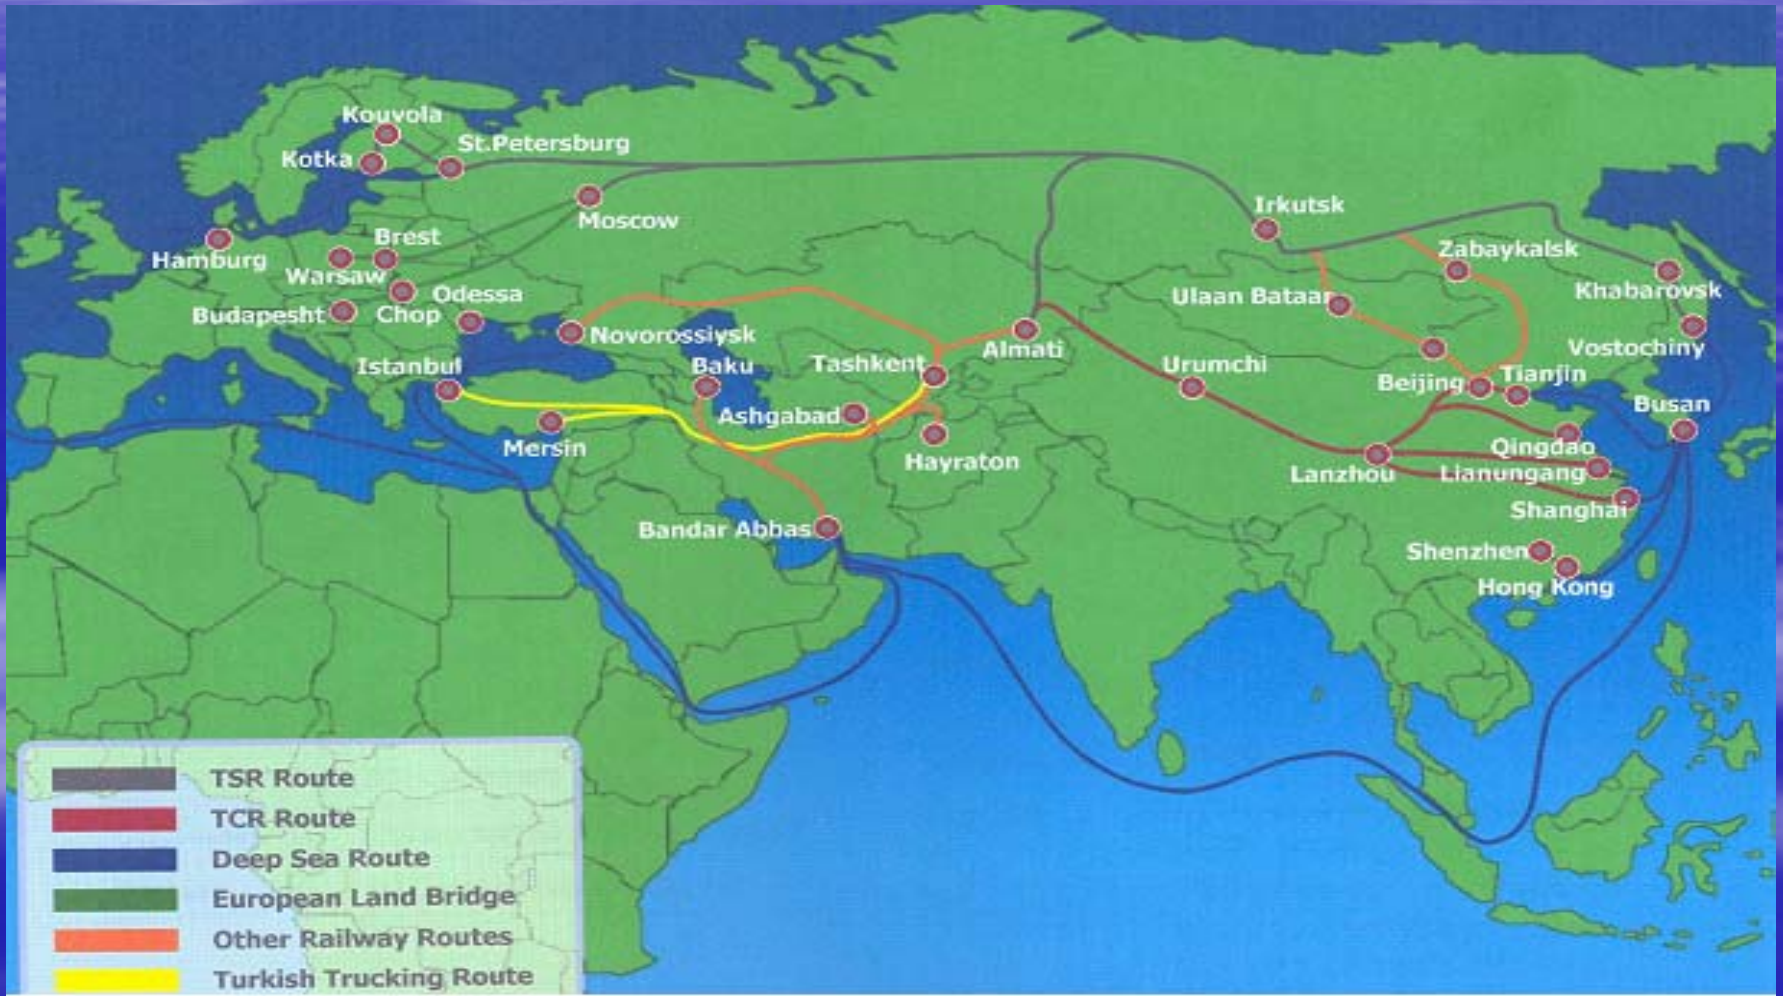 Kouvola
St.Petersburg
Kotka
Moscow
Irkutsk
Brest
Hamburg
Warsaw
Zabaykalsk
Khabarovsk
Odessa
Ulaan Bataar
Budapesht
Chop
Novorossiysk
Almati
Vostochiny
Istanbul
Baku
Tashkent
Urumchi
Beijing
Tianjin
Busan
Ashgabad
Mersin
Hayraton
Qingdao
Lanzhou
Lianungang
Shanghai
Bandar Abbas
Shenzhen
Hong Kong
TSR Route
TCR Route
Deep Sea Route
European Land Bridge
Other Railway Routes
Turkish Trucking Route